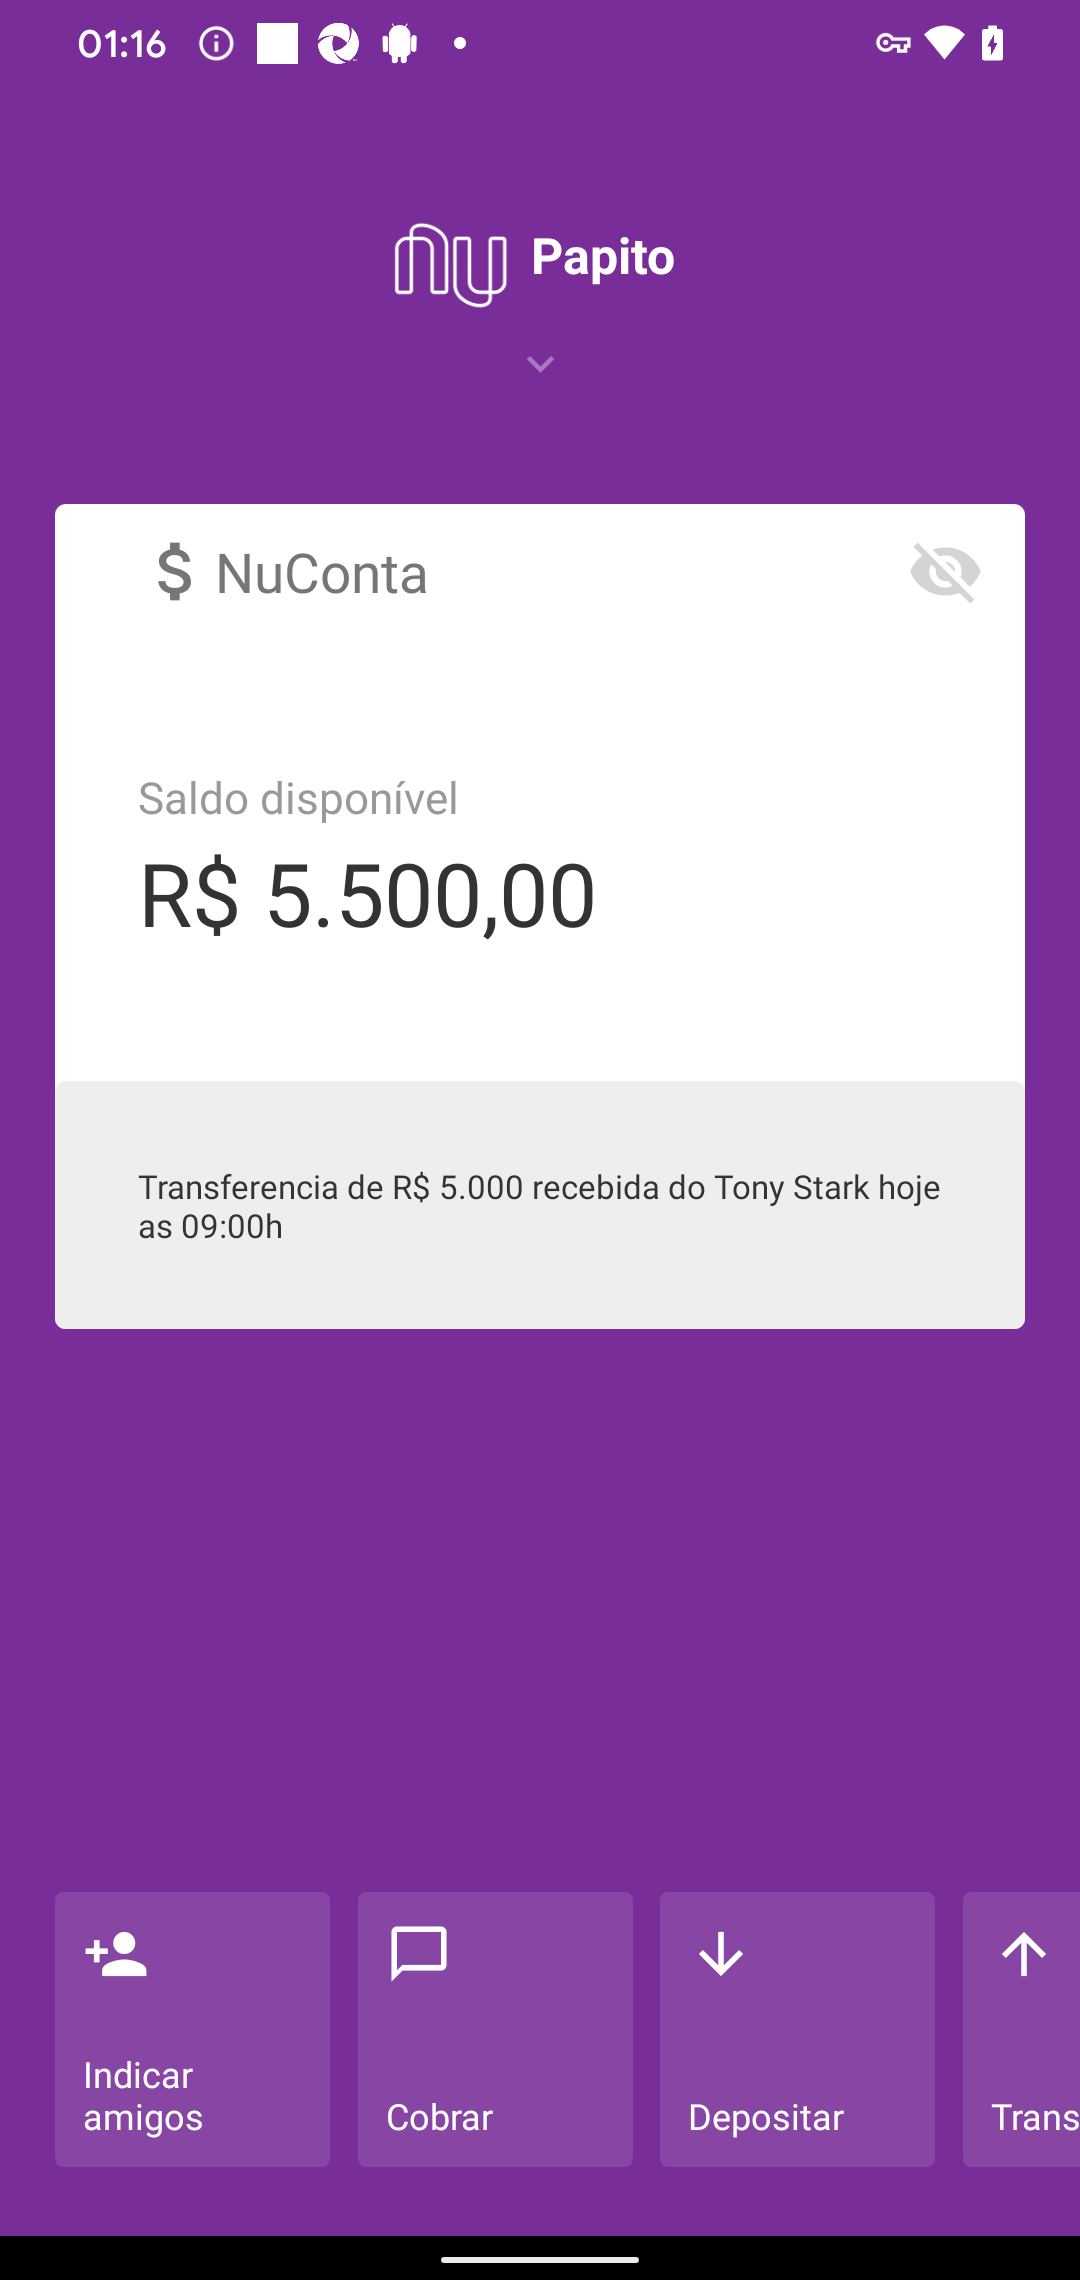 01:16
nu Papito
$ NuConta
Saldo disponível
R$ 5.500,00
Transferencia de R$ 5.000 recebida do Tony Stark hoje
as 09:00h
Indicar
amigos
Cobrar
Depositar
Trans